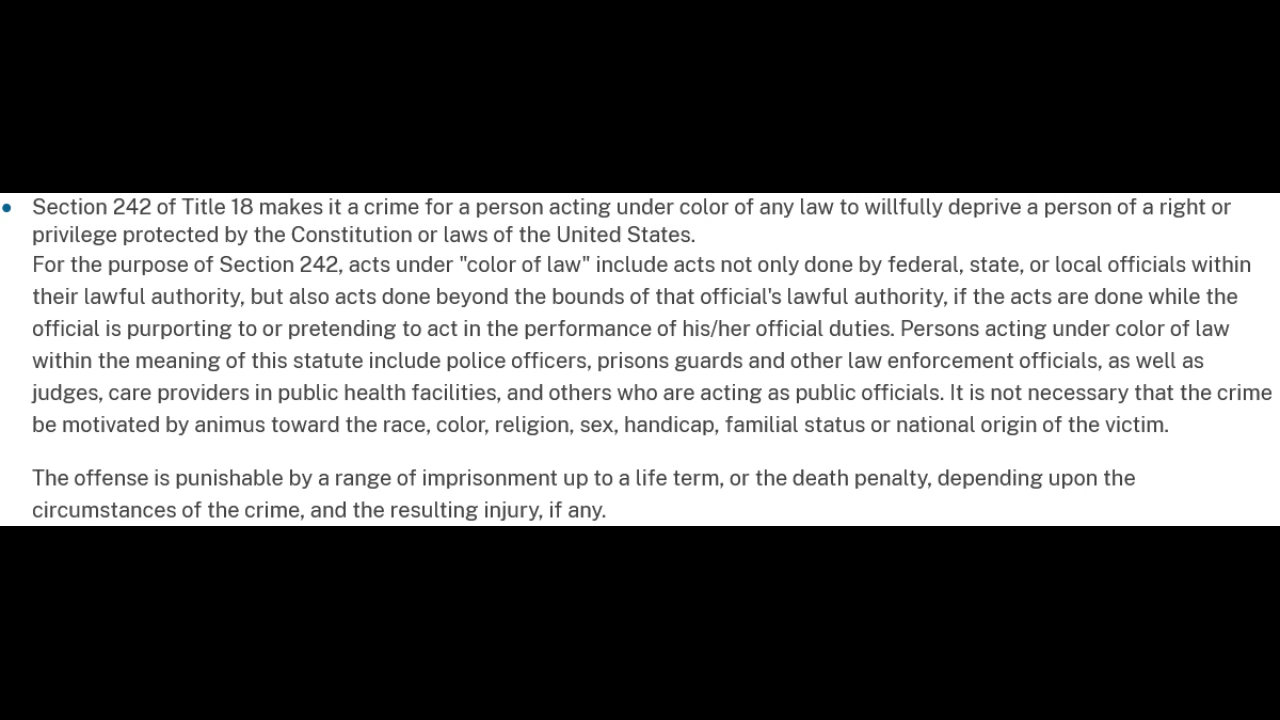 Section 242 of Title 18 makes it a crime for a person acting under color of any law to willfully deprive a person of a right or
privilege protected by the Constitution or laws of the United States.
For the purpose of Section 242, acts under "color of law" include acts not only done by federal, state, or local officials within
their lawful authority, but also acts done beyond the bounds of that official's lawful authority, if the acts are done while the
official is purporting to or pretending to act in the performance of his/her official duties. Persons acting under color of law
within the meaning of this statute include police officers, prisons guards and other law enforcement officials, as well as
judges, care providers in public health facilities, and others who are acting as public officials. It is not necessary that the crime
be motivated by animus toward the race, color, religion, sex, handicap, familial status or national origin of the victim.
The offense is punishable by a range of imprisonment up to a life term, or the death penalty, depending upon the
circumstances of the crime, and the resulting injury, if any.